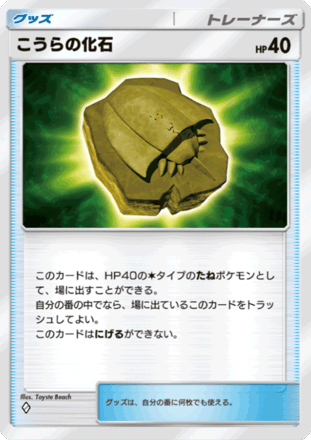 グッズ トレーナーズ
こうらの化石 HP40
このカードは、HP40の✶タイプのたねポケモンとし
て、場に出すことができる。
自分の番の中でなら、場に出ているこのカードをトラッ
シュしてよい。
このカードはにげるができない。
Illus. Toyste Beach
グッズは、自分の番に何枚でも使える。